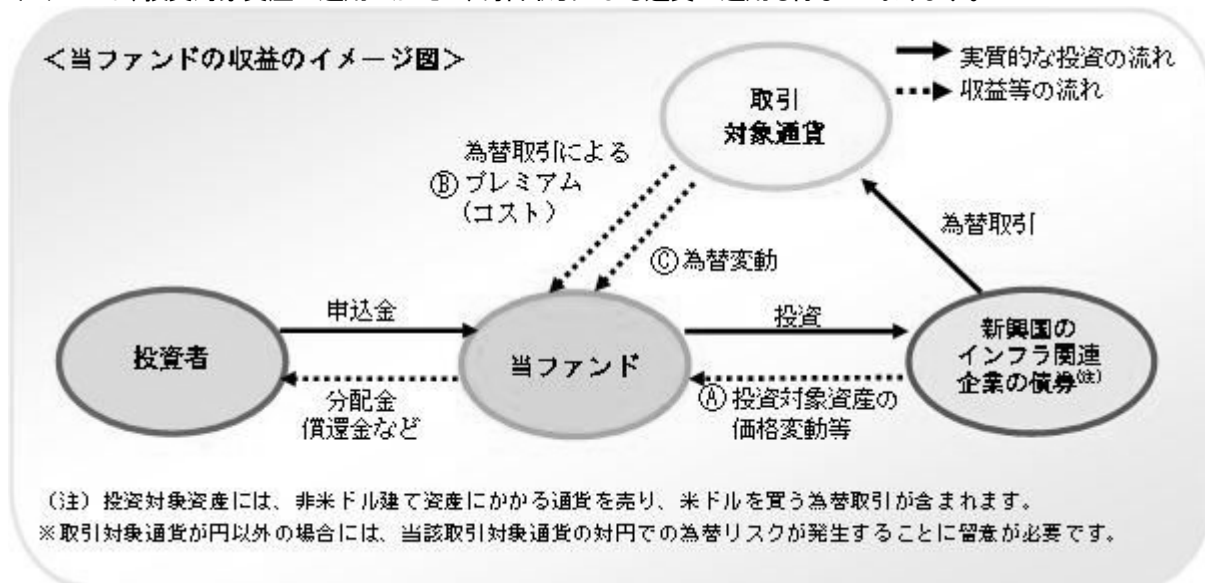 ＜当ファンドの収益のイメージ図＞
実質的な投資の流れ
収益等の流れ
取引
対象通貨
為替取引による
Ⓑプレミアム
（コスト）
為替取引
Ⓒ為替変動
申込金
投資
投資者
当ファンド
新興国の
インフラ関連
企業の債券(注)
分配金
償還金など
Ⓐ投資対象資産の
価格変動等
（注）投資対象資産には、非米ドル建て資産にかかる通貨を売り、米ドルを買う為替取引が含まれます。
※取引対象通貨が円以外の場合には、当該取引対象通貨の対円での為替リスクが発生することに留意が必要です。